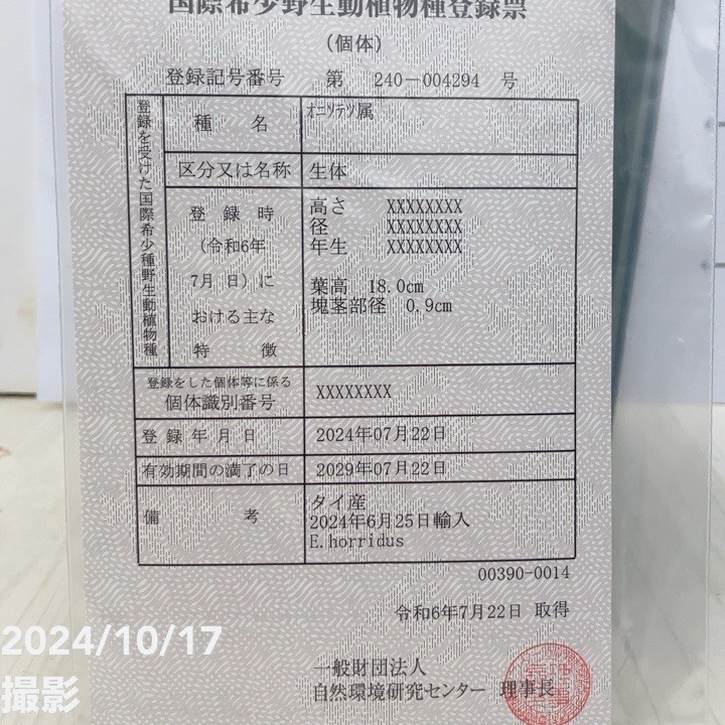 国際希少野生動植物種登録票
（個体）
登録記号番号 第 240－004294 号
登録を受けた国際希少種野生動植物種
種 名
ｵﾆｿﾃﾂ属
区分又は名称
生体
登 録 時
（令和6年
7月 日）に
おける主な
特 徴
高さ XXXXXXXX
径 XXXXXXXX
年生 XXXXXXXX
葉高 18.0cm
塊茎部径 0.9cm
登録をした個体等に係る
個体識別番号
XXXXXXXX
登 録 年 月 日
2024年07月22日
有効期間の満了の日
2029年07月22日
備 考
タイ産
2024年6月25日輸入
E.horridus
00390-0014
令和6年7月22日 取得
一般財団法人
自然環境研究センター 理事長
2024/10/17
撮影